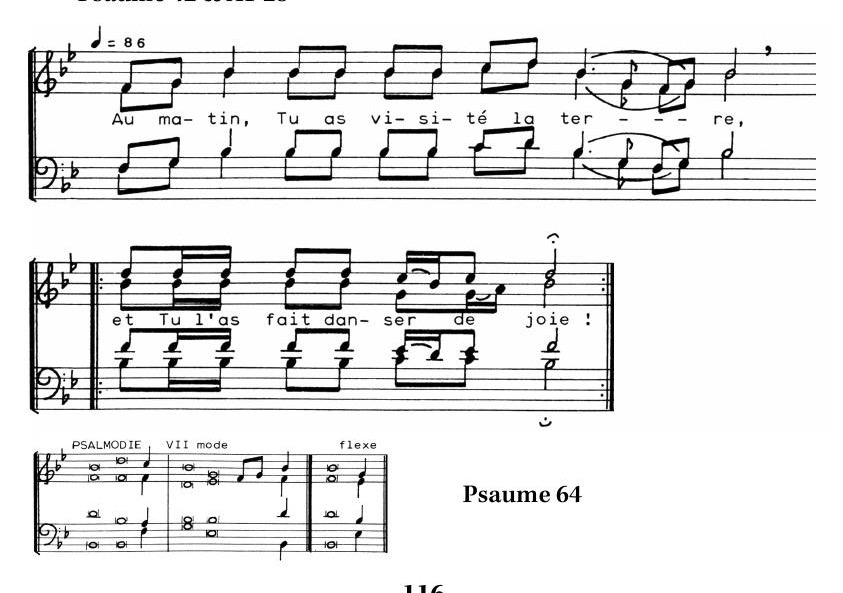 ♩ = 86
Au ma- tin, Tu as vi- si- té la ter - - - re,
et Tu l'as fait dan- ser de joie !
PSALMODIE VII mode flexe
Psaume 64